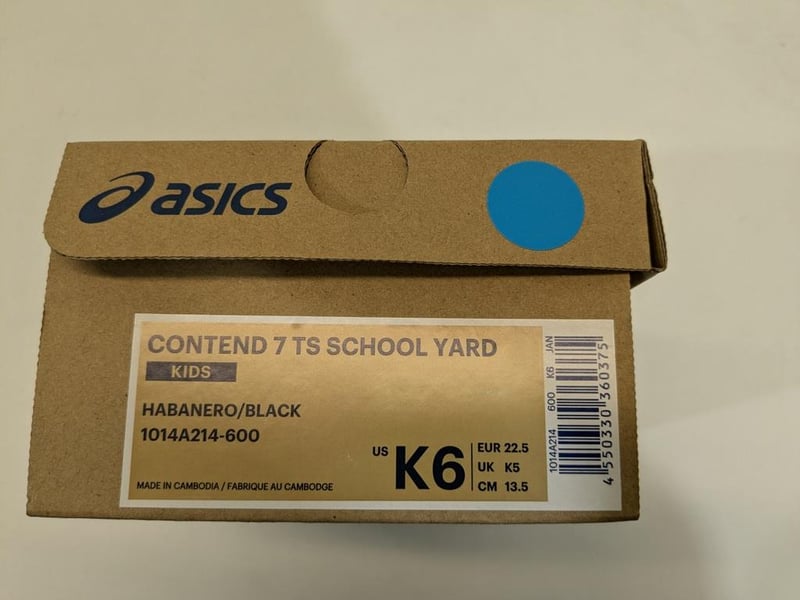 asics
CONTEND 7 TS SCHOOL YARD
KIDS
HABANERO/BLACK
1014A214-600
MADE IN CAMBODIA / FABRIQUE AU CAMBODGE
US K6
EUR 22.5
UK K5
CM 13.5
1014A214 600 K6 JAN
4 550330 360375